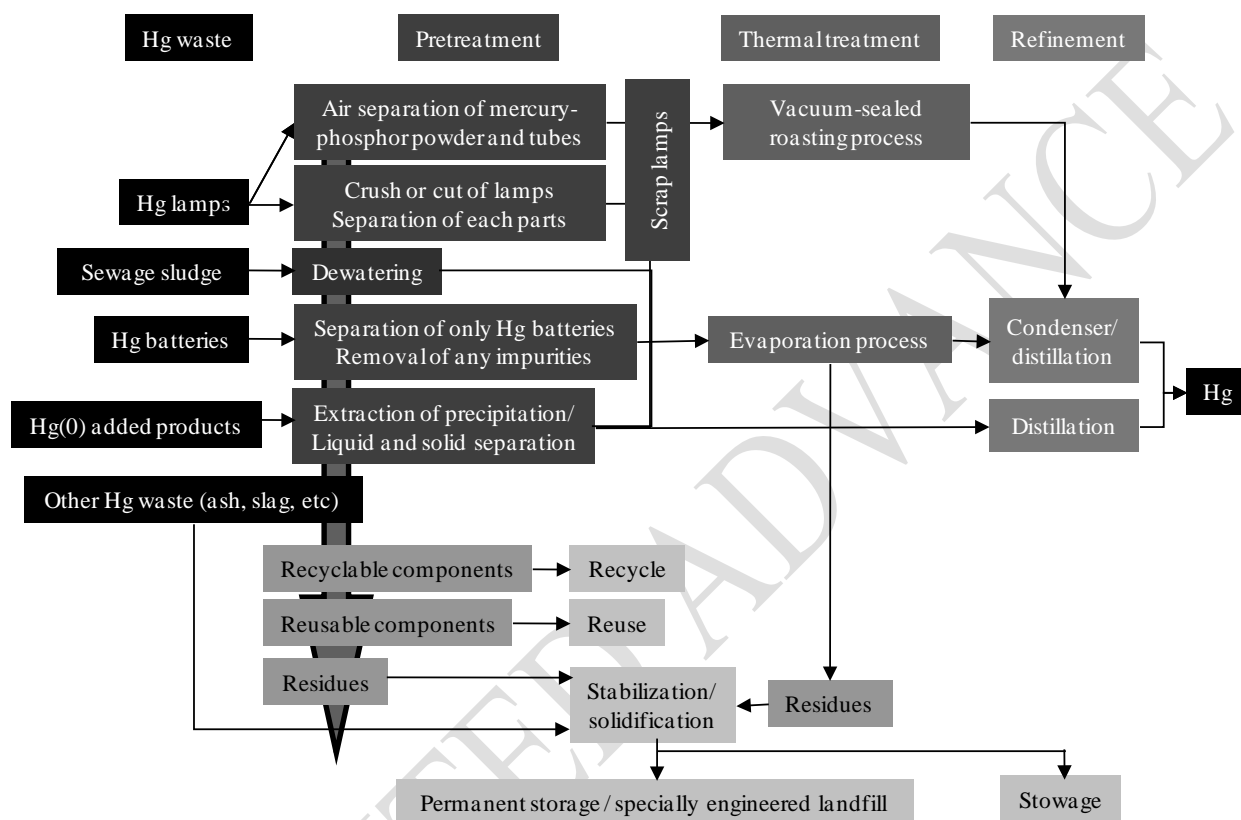 Hg waste
Pretreatment
Thermal treatment
Refinement
Air separation of mercury-
phosphor powder and tubes
Scrap lamps
Vacuum-sealed
roasting process
Hg lamps
Crush or cut of lamps
Separation of each parts
Sewage sludge
Dewatering
Hg batteries
Separation of only Hg batteries
Removal of any impurities
Evaporation process
Condenser/
distillation
Hg
Hg(0) added products
Extraction of precipitation/
Liquid and solid separation
Distillation
Other Hg waste (ash, slag, etc)
Recyclable components
Recycle
Reusable components
Reuse
Residues
Stabilization/
solidification
Residues
Permanent storage / specially engineered landfill
Stowage
ADVANCE